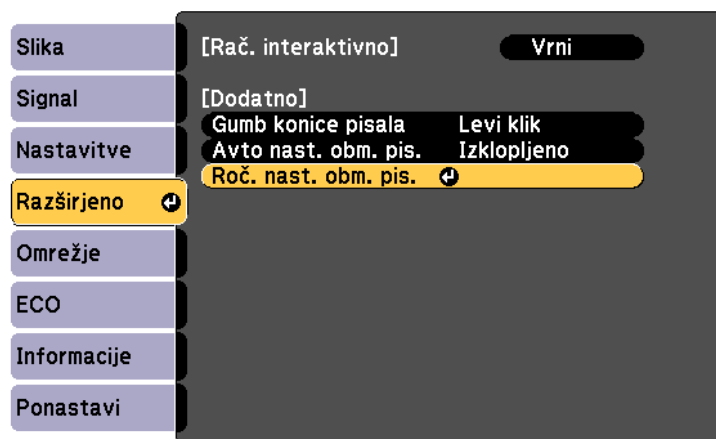 Slika
Signal
Nastavitve
Razširjeno
Omrežje
ECO
Informacije
Ponastavi
[Rač. interaktivno] Vrni
[Dodatno]
Gumb konice pisala Levi klik
Avto nast. obm. pis. Izklopljeno
Roč. nast. obm. pis.